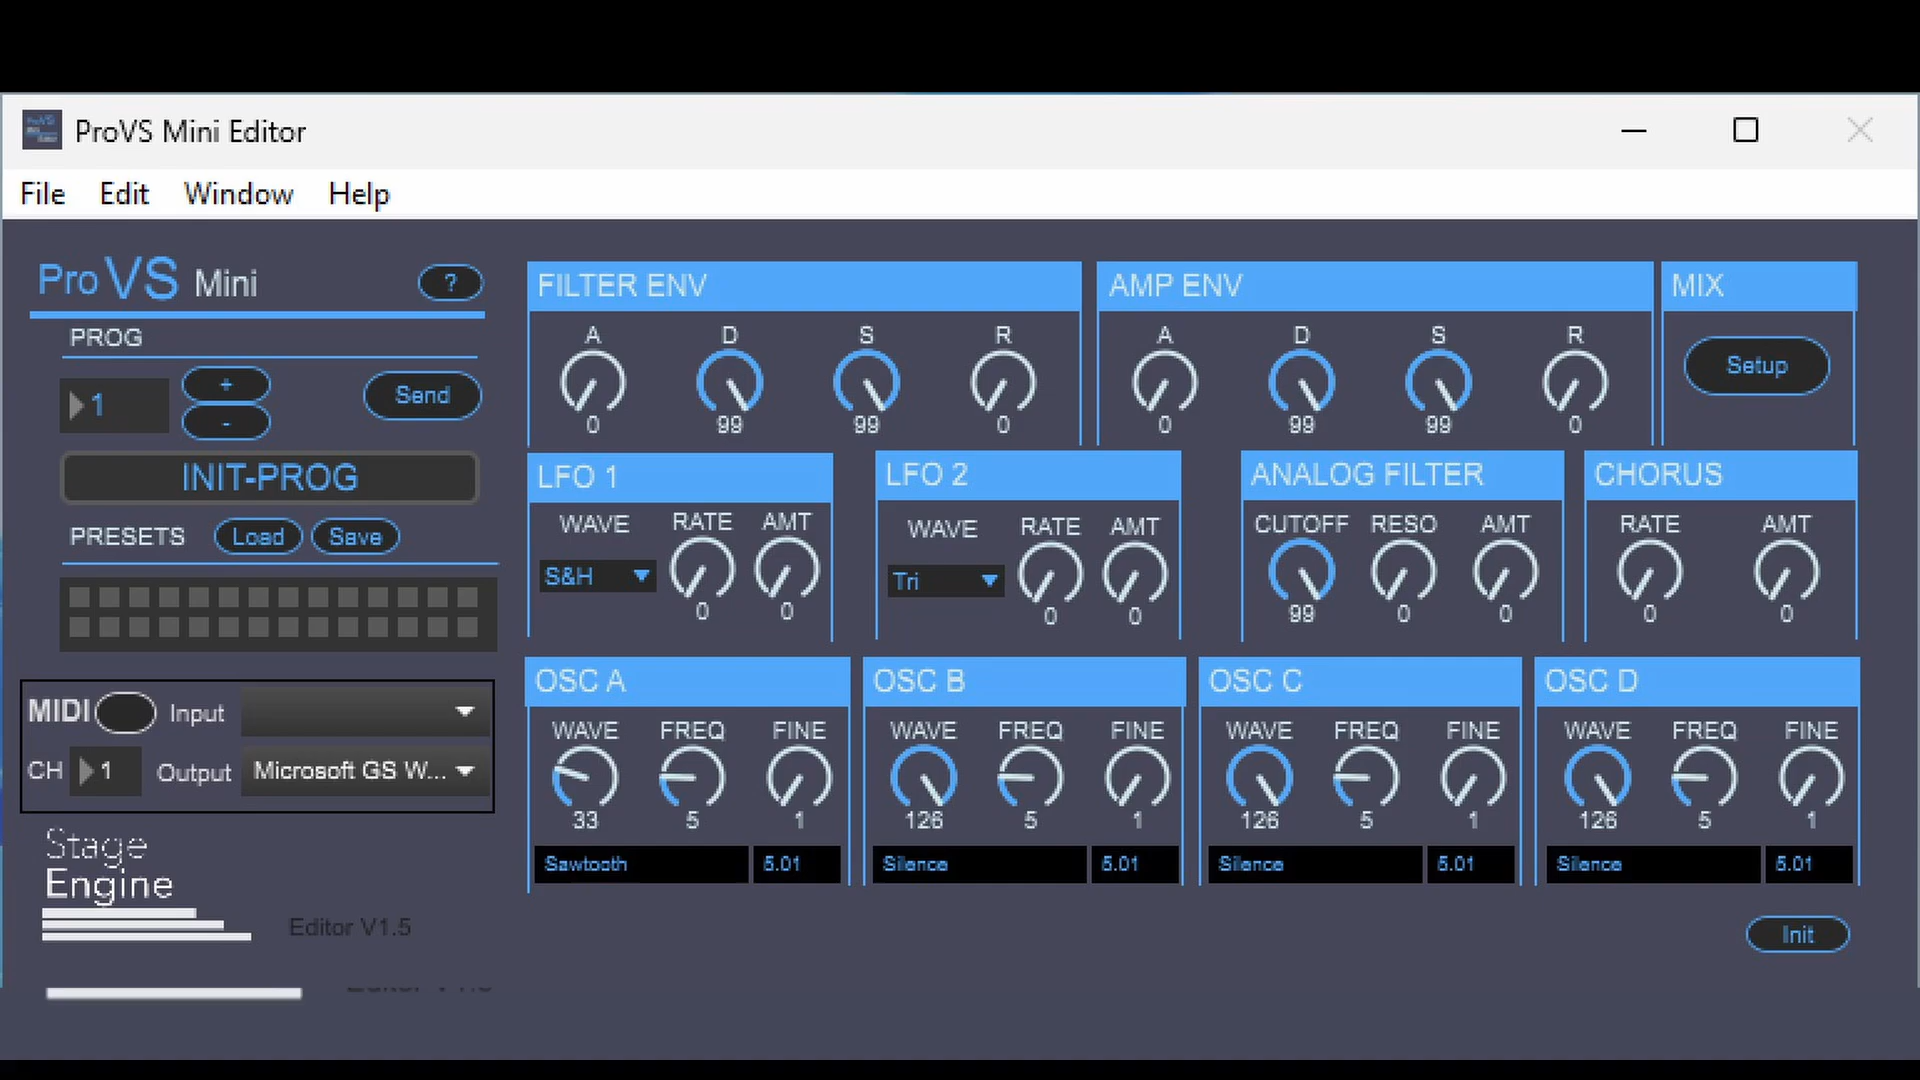 ProVS Mini Editor
File Edit Window Help
Pro VS Mini ?
PROG
1 + - Send
INIT-PROG
PRESETS Load Save
MIDI Input
CH 1 Output Microsoft GS W...
Stage
Engine
Editor V1.5
FILTER ENV
A D S R
0 99 99 0
AMP ENV
A D S R
0 99 99 0
MIX
Setup
LFO 1
WAVE RATE AMT
S&H
0 0
LFO 2
WAVE RATE AMT
Tri
0 0
ANALOG FILTER
CUTOFF RESO AMT
99 0 0
CHORUS
RATE AMT
0 0
OSC A
WAVE FREQ FINE
33 5 1
Sawtooth 5.01
OSC B
WAVE FREQ FINE
126 5 1
Silence 5.01
OSC C
WAVE FREQ FINE
126 5 1
Silence 5.01
OSC D
WAVE FREQ FINE
126 5 1
Silence 5.01
Init